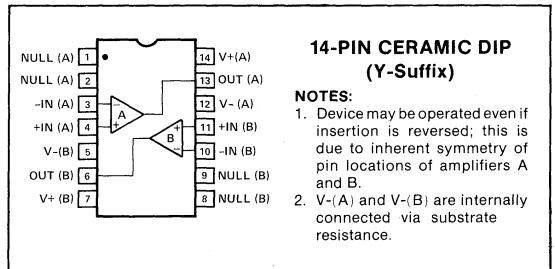 NULL (A) 1
NULL (A) 2
-IN (A) 3
+IN (A) 4
V-(B) 5
OUT (B) 6
V+ (B) 7
14 V+(A)
13 OUT (A)
12 V- (A)
11 +IN (B)
10 -IN (B)
9 NULL (B)
8 NULL (B)
- A +
B + -
14-PIN CERAMIC DIP
(Y-Suffix)
NOTES:
1. Device may be operated even if
insertion is reversed; this is
due to inherent symmetry of
pin locations of amplifiers A
and B.
2. V-(A) and V-(B) are internally
connected via substrate
resistance.